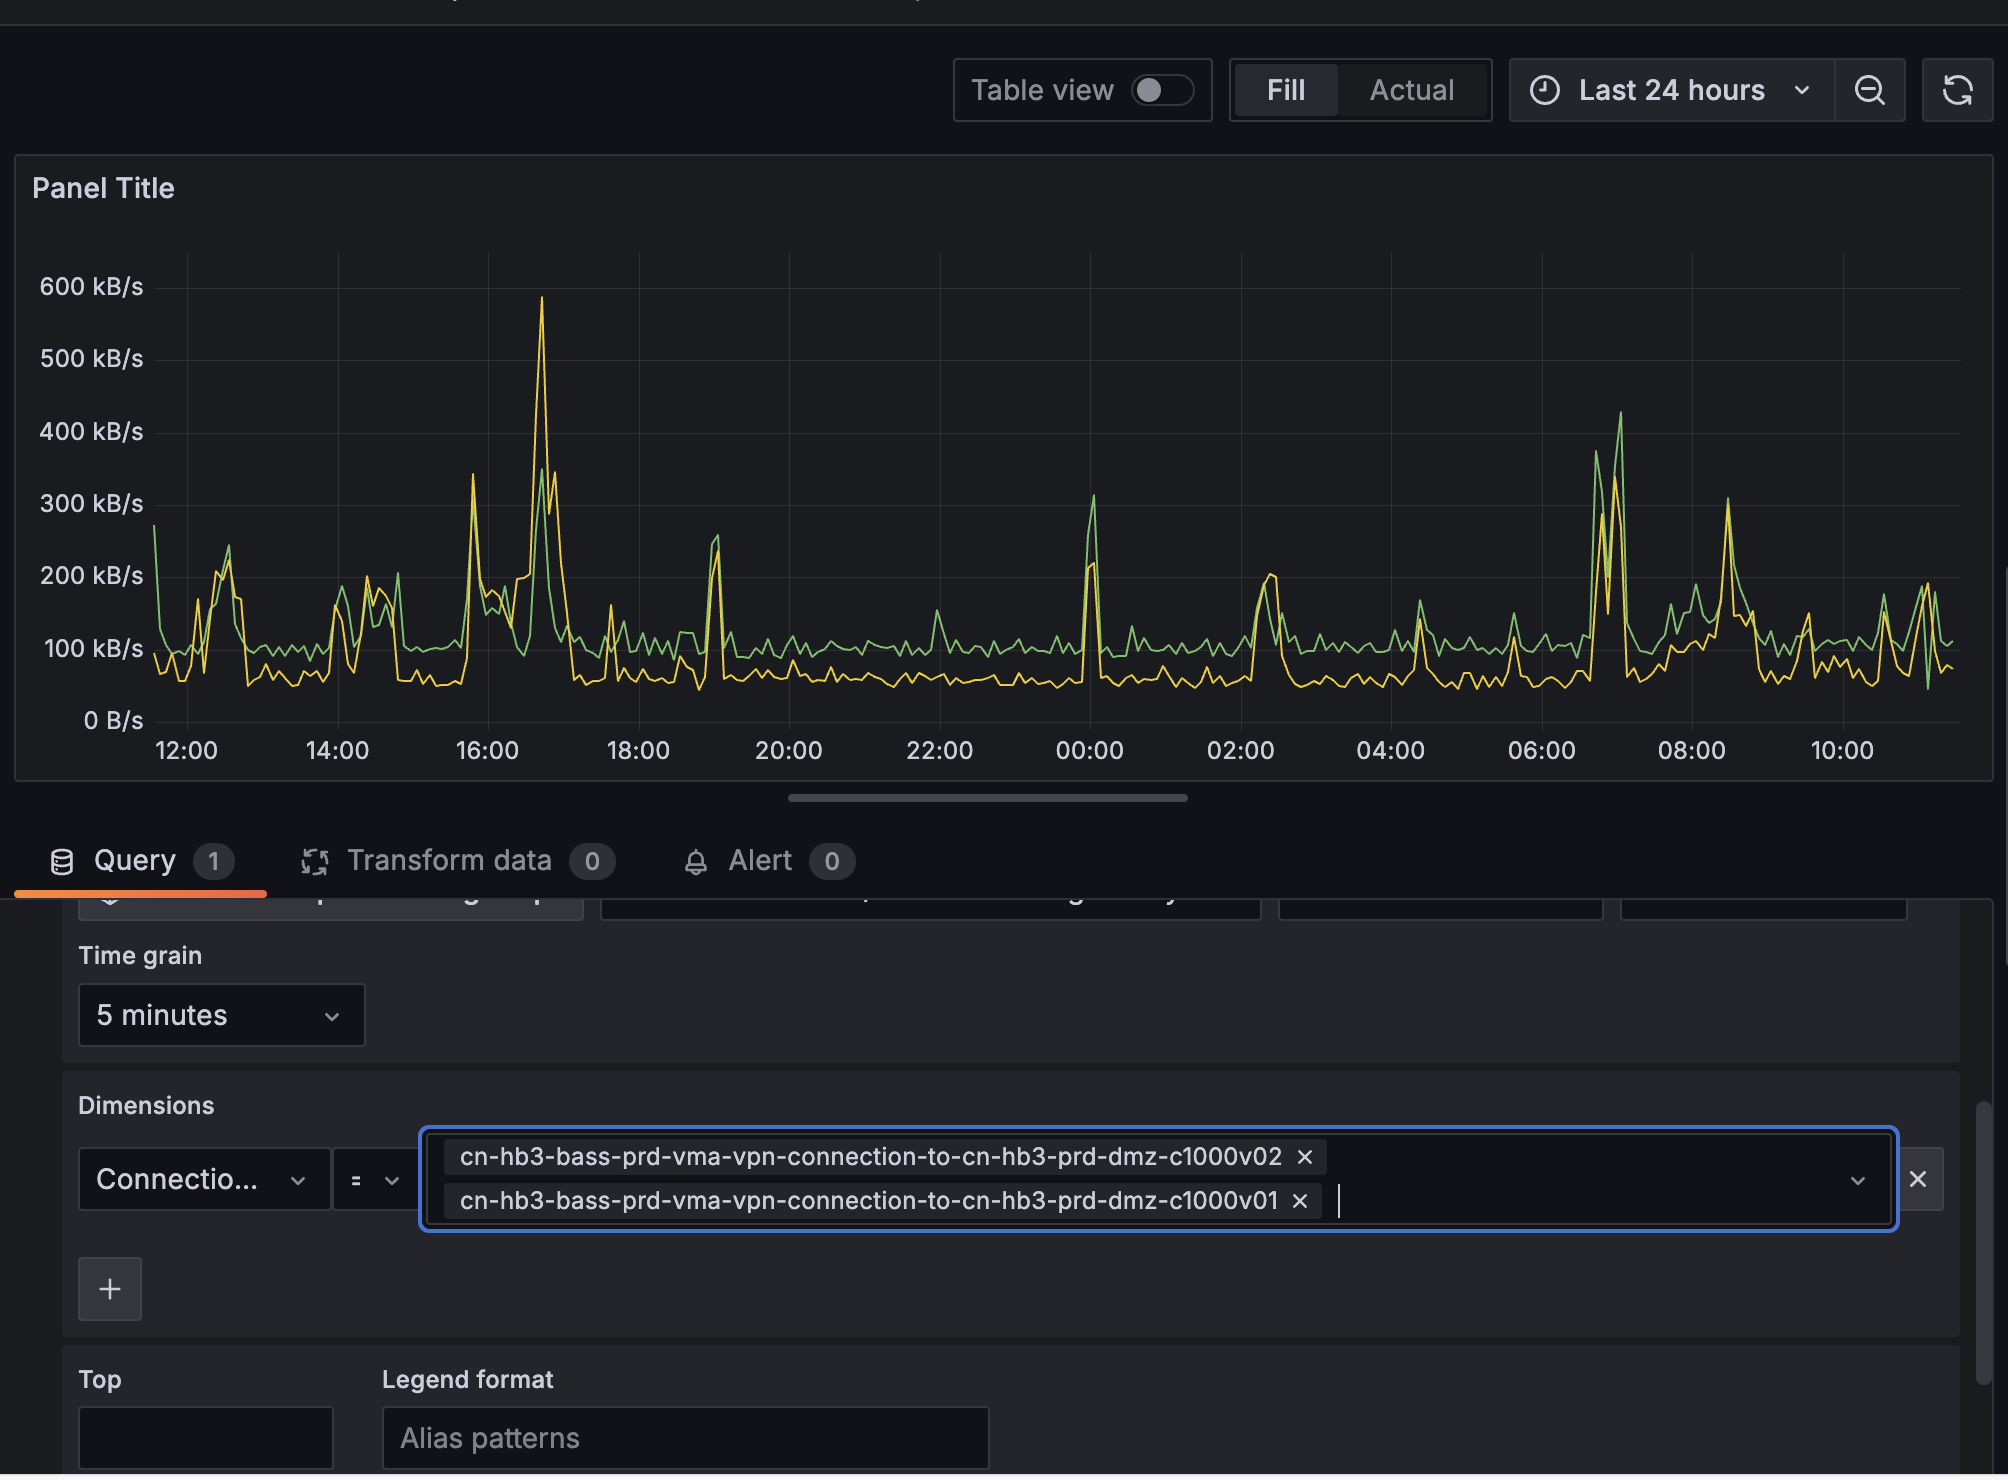 Table view
Fill
Actual
Last 24 hours
Panel Title
600 kB/s
500 kB/s
400 kB/s
300 kB/s
200 kB/s
100 kB/s
0 B/s
12:00
14:00
16:00
18:00
20:00
22:00
00:00
02:00
04:00
06:00
08:00
10:00
Query 1
Transform data 0
Alert 0
Time grain
5 minutes
Dimensions
Connectio...
=
cn-hb3-bass-prd-vma-vpn-connection-to-cn-hb3-prd-dmz-c1000v02
cn-hb3-bass-prd-vma-vpn-connection-to-cn-hb3-prd-dmz-c1000v01
Top
Legend format
Alias patterns